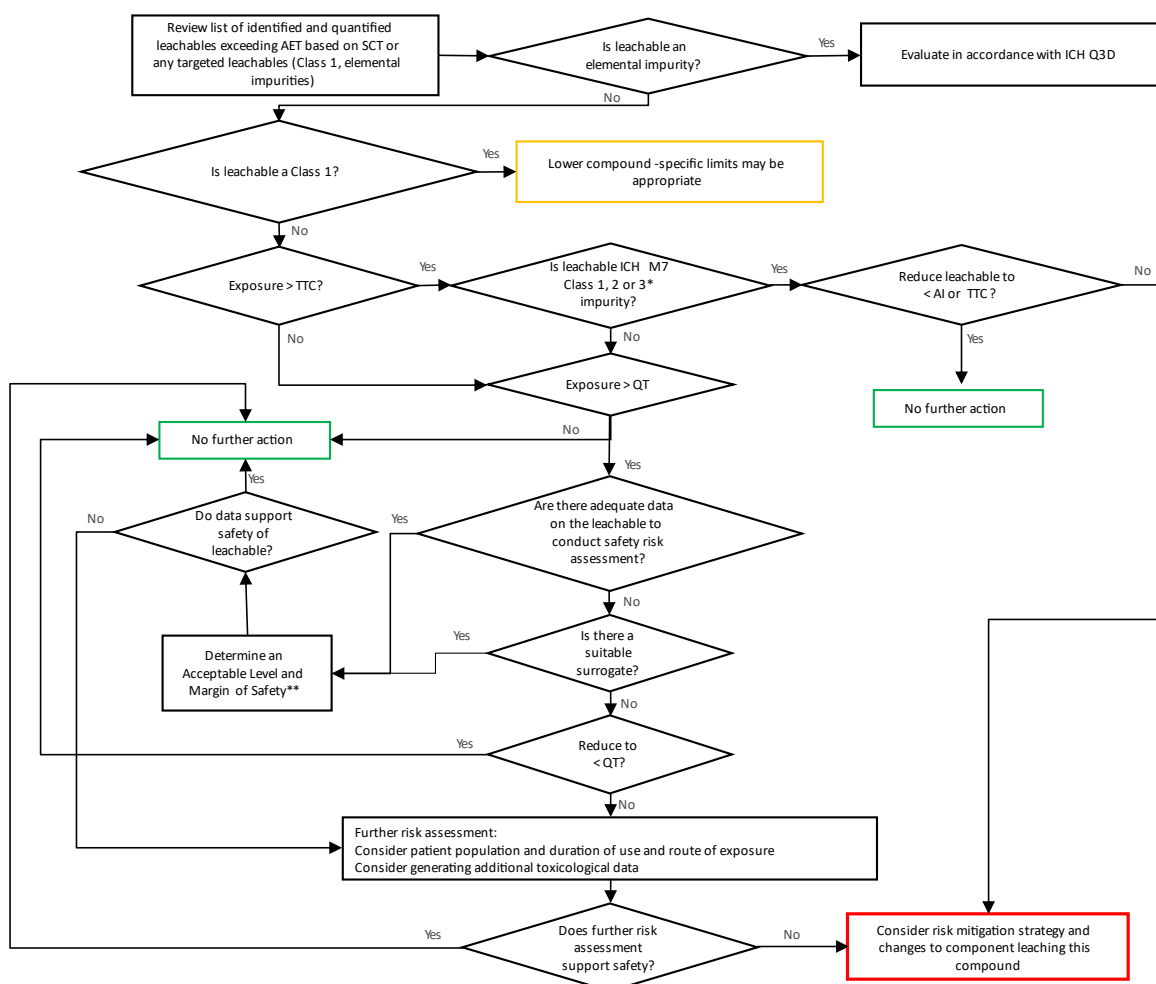 Review list of identified and quantified
leachables exceeding AET based on SCT or
any targeted leachables (Class 1, elemental
impurities)
Is leachable an
elemental impurity?
Yes
Evaluate in accordance with ICH Q3D
No
Is leachable a Class 1?
Yes
Lower compound -specific limits may be
appropriate
No
Exposure > TTC?
Yes
Is leachable ICH M7
Class 1, 2 or 3*
impurity?
Yes
Reduce leachable to
< AI or TTC ?
No
No
No
Yes
Exposure > QT
No further action
No further action
No
Yes
Yes
Do data support
safety of
leachable?
No
Are there adequate data
on the leachable to
conduct safety risk
assessment?
Yes
No
Determine an
Acceptable Level and
Margin of Safety**
Yes
Is there a
suitable
surrogate?
No
Yes
Reduce to
< QT?
No
Further risk assessment:
Consider patient population and duration of use and route of exposure
Consider generating additional toxicological data
Yes
Does further risk
assessment
support safety?
No
Consider risk mitigation strategy and
changes to component leaching this
compound